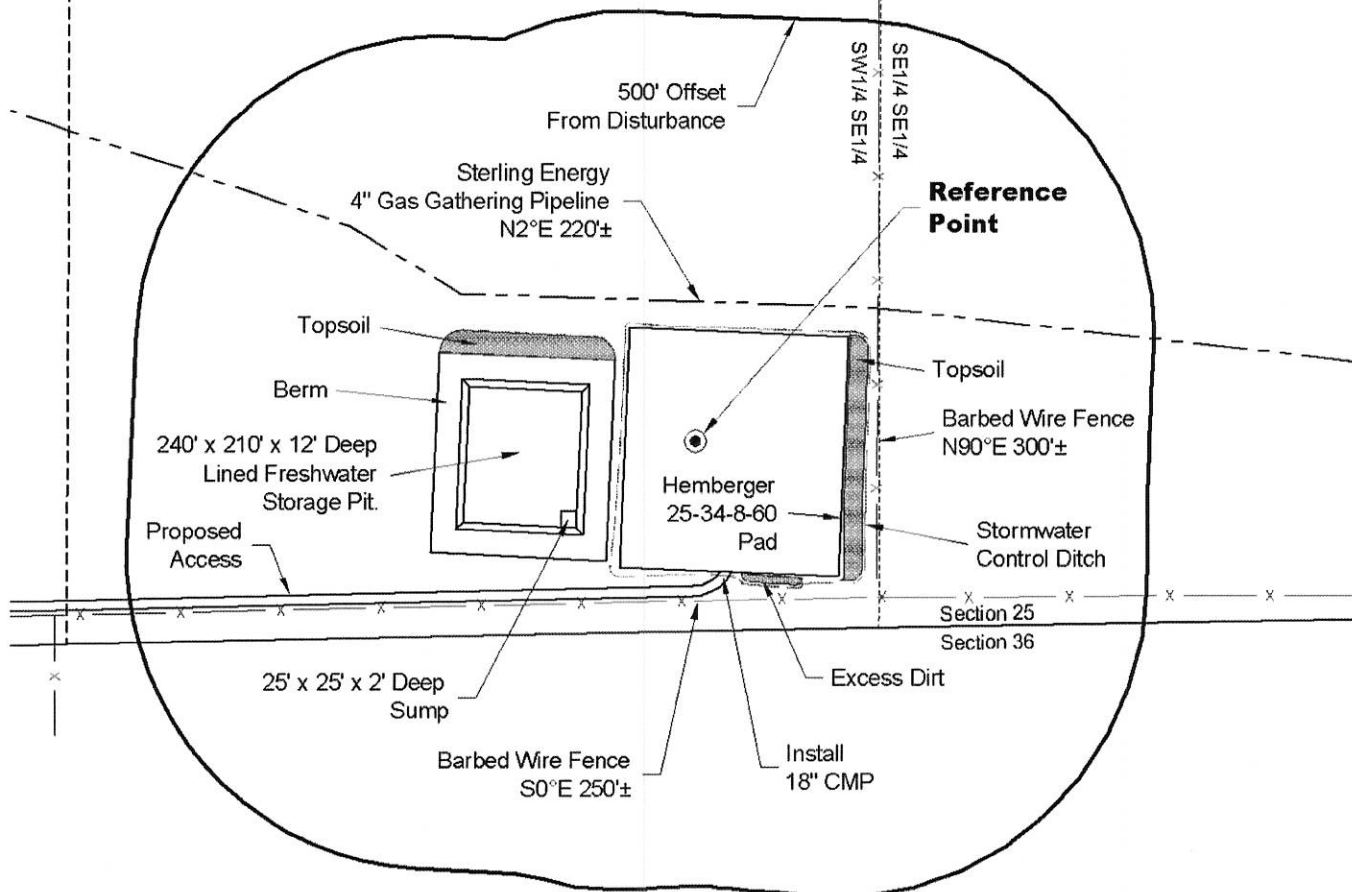 500' Offset
From Disturbance
SW1/4 SE1/4
SE1/4 SE1/4
Sterling Energy
4" Gas Gathering Pipeline
N2°E 220'±
Reference
Point
Topsoil
Berm
240' x 210' x 12' Deep
Lined Freshwater
Storage Pit.
Proposed
Access
Topsoil
Barbed Wire Fence
N90°E 300'±
Hemberger
25-34-8-60
Pad
Stormwater
Control Ditch
Section 25
Section 36
25' x 25' x 2' Deep
Sump
Excess Dirt
Barbed Wire Fence
S0°E 250'±
Install
18" CMP